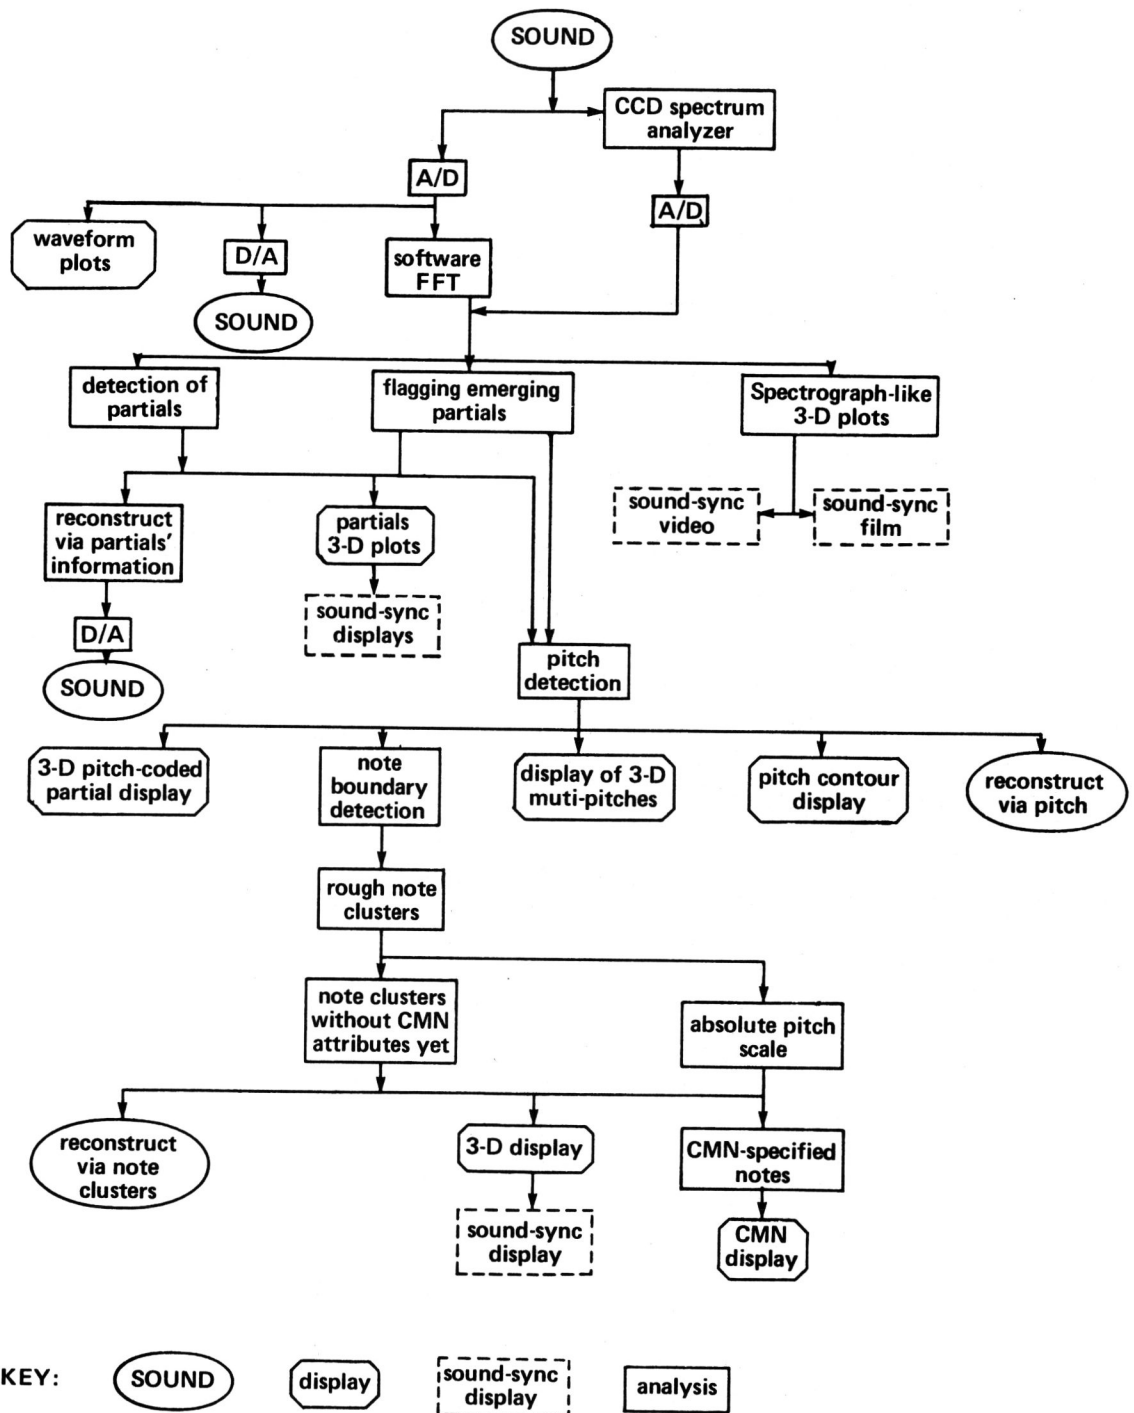 SOUND
CCD spectrum
analyzer
A/D
A/D
waveform
plots
D/A
software
FFT
SOUND
detection of
partials
flagging emerging
partials
Spectrograph-like
3-D plots
reconstruct
via partials'
information
partials
3-D plots
sound-sync
video
sound-sync
film
sound-sync
displays
D/A
SOUND
pitch
detection
3-D pitch-coded
partial display
note
boundary
detection
display of 3-D
muti-pitches
pitch contour
display
reconstruct
via pitch
rough note
clusters
note clusters
without CMN
attributes yet
absolute pitch
scale
reconstruct
via note
clusters
3-D display
CMN-specified
notes
sound-sync
display
CMN
display
KEY:
SOUND
display
sound-sync
display
analysis